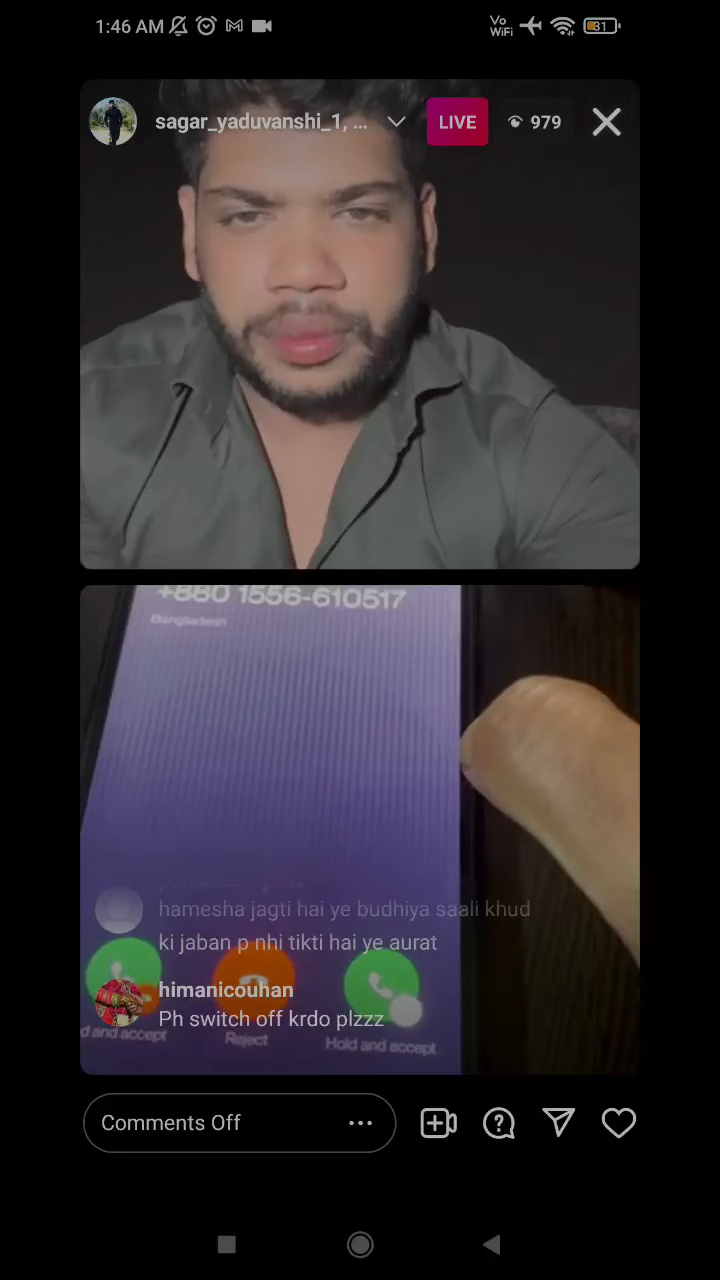 1:46 AM
Vo
WiFi
31
sagar_yaduvanshi_1, ...
LIVE
979
+880 1556-610517
Bangladesh
hamesha jagti hai ye budhiya saali khud
ki jaban p nhi tikti hai ye aurat
himanicouhan
Ph switch off krdo plzzz
d and accept
Reject
Hold and accept
Comments Off